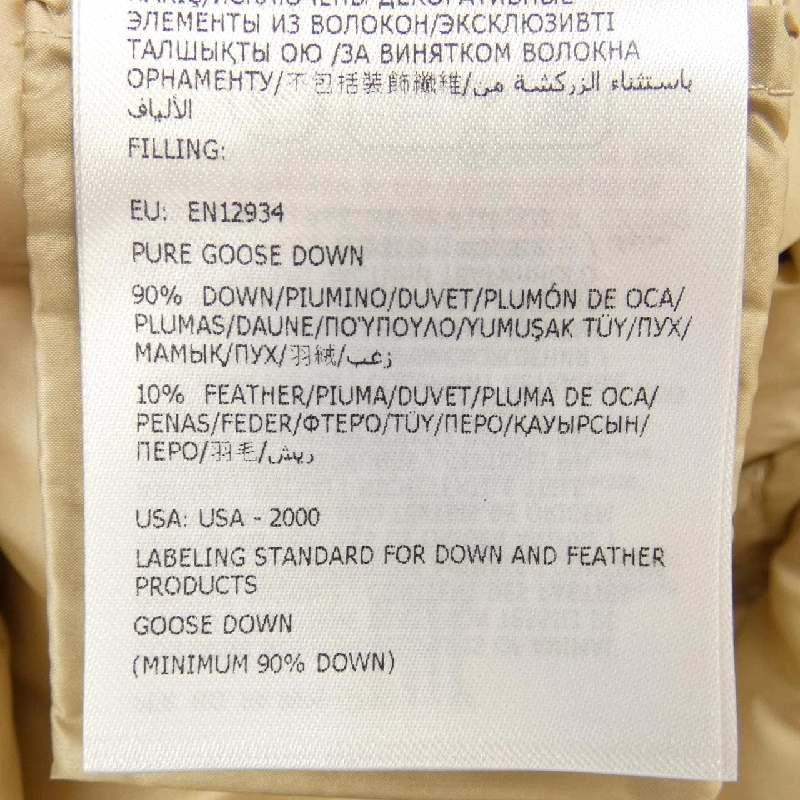 ЭЛЕМЕНТЫ ИЗ ВОЛОКОН/ЭКСКЛЮЗИВТІ
ТАЛШЫҚТЫ ОЮ /ЗА ВИНЯТКОМ ВОЛОКНА
ОРНАМЕНТУ/不包括裝飾纖維/باستثناء الزركشة من
الألياف
FILLING:
EU: EN12934
PURE GOOSE DOWN
90% DOWN/PIUMINO/DUVET/PLUMÓN DE OCA/
PLUMAS/DAUNE/ΠΟΎΠΟΥΛΟ/YUMUŞAK TÜY/ПУХ/
МАМЫҚ/ПУХ/羽絨/زغب
10% FEATHER/PIUMA/DUVET/PLUMA DE OCA/
PENAS/FEDER/ΦΤΕΡΌ/TÜY/ПЕРО/ҚАУЫРСЫН/
ПЕРО/羽毛/ريش
USA: USA - 2000
LABELING STANDARD FOR DOWN AND FEATHER
PRODUCTS
GOOSE DOWN
(MINIMUM 90% DOWN)